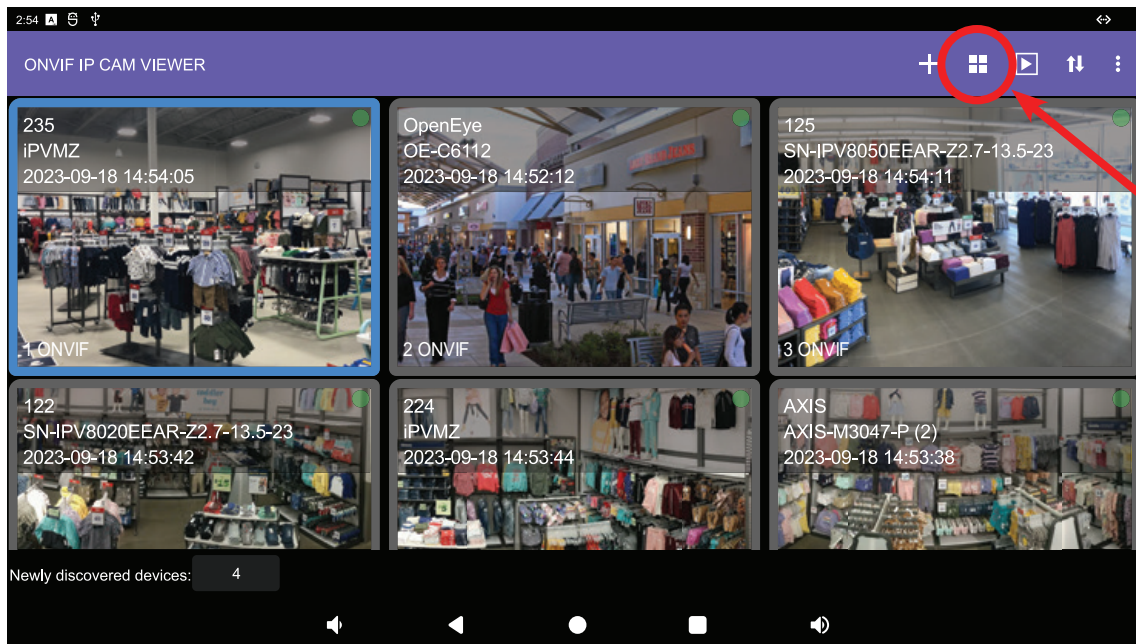 2:54 A
ONVIF IP CAM VIEWER
235
iPVMZ
2023-09-18 14:54:05
1 ONVIF
OpenEye
OE-C6112
2023-09-18 14:52:12
2 ONVIF
125
SN-IPV8050EEAR-Z2.7-13.5-23
2023-09-18 14:54:11
3 ONVIF
122
SN-IPV8020EEAR-Z2.7-13.5-23
2023-09-18 14:53:42
224
iPVMZ
2023-09-18 14:53:44
AXIS
AXIS-M3047-P (2)
2023-09-18 14:53:38
Newly discovered devices: 4